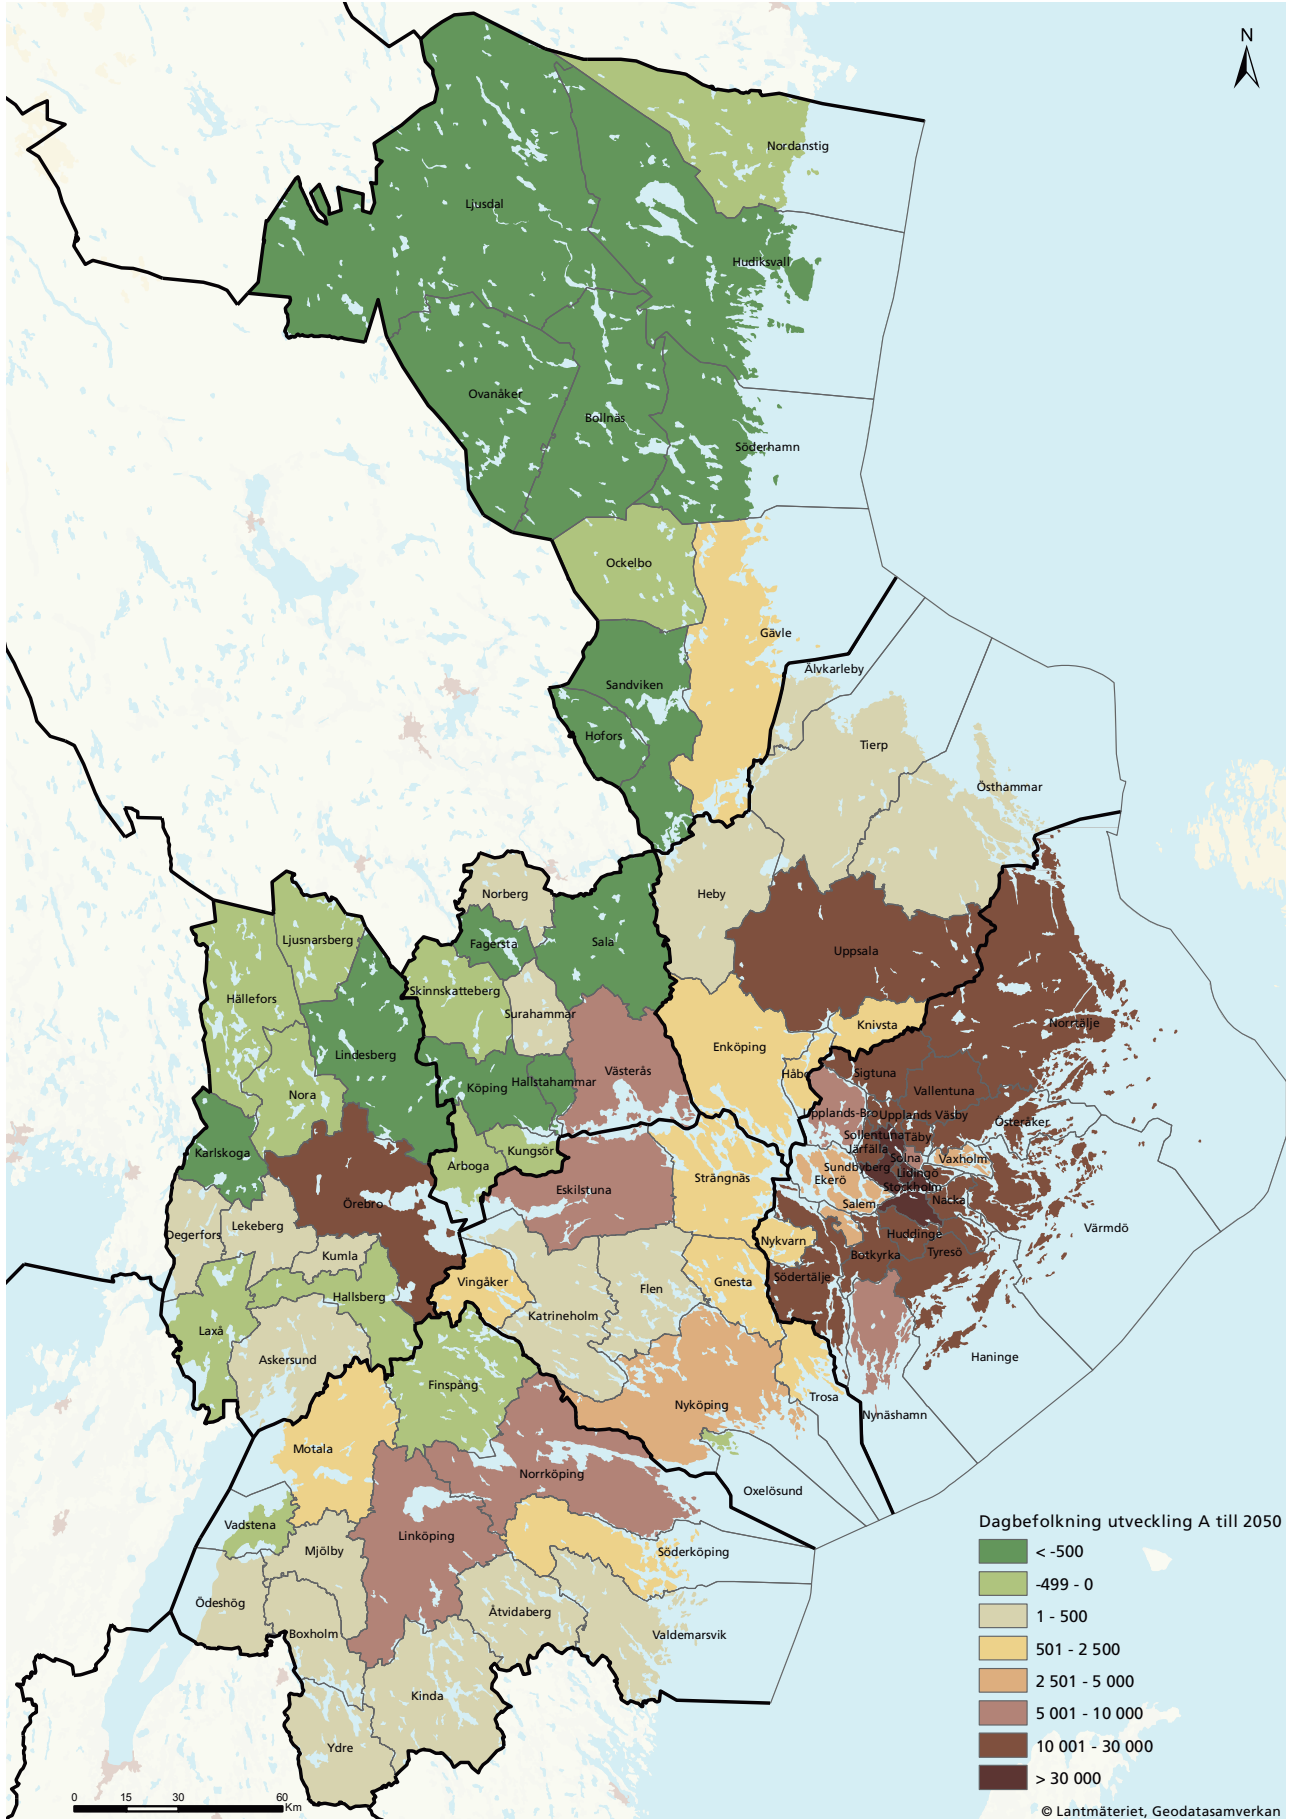 N
Nordanstig
Ljusdal
Hudiksvall
Ovanåker
Bollnäs
Söderhamn
Ockelbo
Gävle
Älvkarleby
Sandviken
Hofors
Tierp
Östhammar
Norberg
Heby
Ljusnarsberg
Fagersta
Sala
Uppsala
Skinnskatteberg
Hällefors
Surahammar
Knivsta
Norrtälje
Lindesberg
Enköping
Västerås
Håbo
Sigtuna
Köping
Hallstahammar
Vallentuna
Nora
Upplands-Bro
Upplands Väsby
Österåker
Sollentuna
Täby
Järfälla
Karlskoga
Kungsör
Solna
Vaxholm
Arboga
Sundbyberg
Lidingö
Strängnäs
Ekerö
Eskilstuna
Stockholm
Örebro
Salem
Nacka
Lekeberg
Värmdö
Degerfors
Huddinge
Nykvarn
Kumla
Botkyrka
Tyresö
Södertälje
Vingåker
Gnesta
Flen
Hallsberg
Katrineholm
Laxå
Askersund
Haninge
Finspång
Trosa
Nyköping
Nynäshamn
Motala
Norrköping
Oxelösund
Vadstena
Linköping
Mjölby
Söderköping
Ödeshög
Åtvidaberg
Boxholm
Valdemarsvik
Kinda
Ydre
Dagbefolkning utveckling A till 2050
< -500
-499 - 0
1 - 500
501 - 2 500
2 501 - 5 000
5 001 - 10 000
10 001 - 30 000
> 30 000
0 15 30 60
Km
© Lantmäteriet, Geodatasamverkan